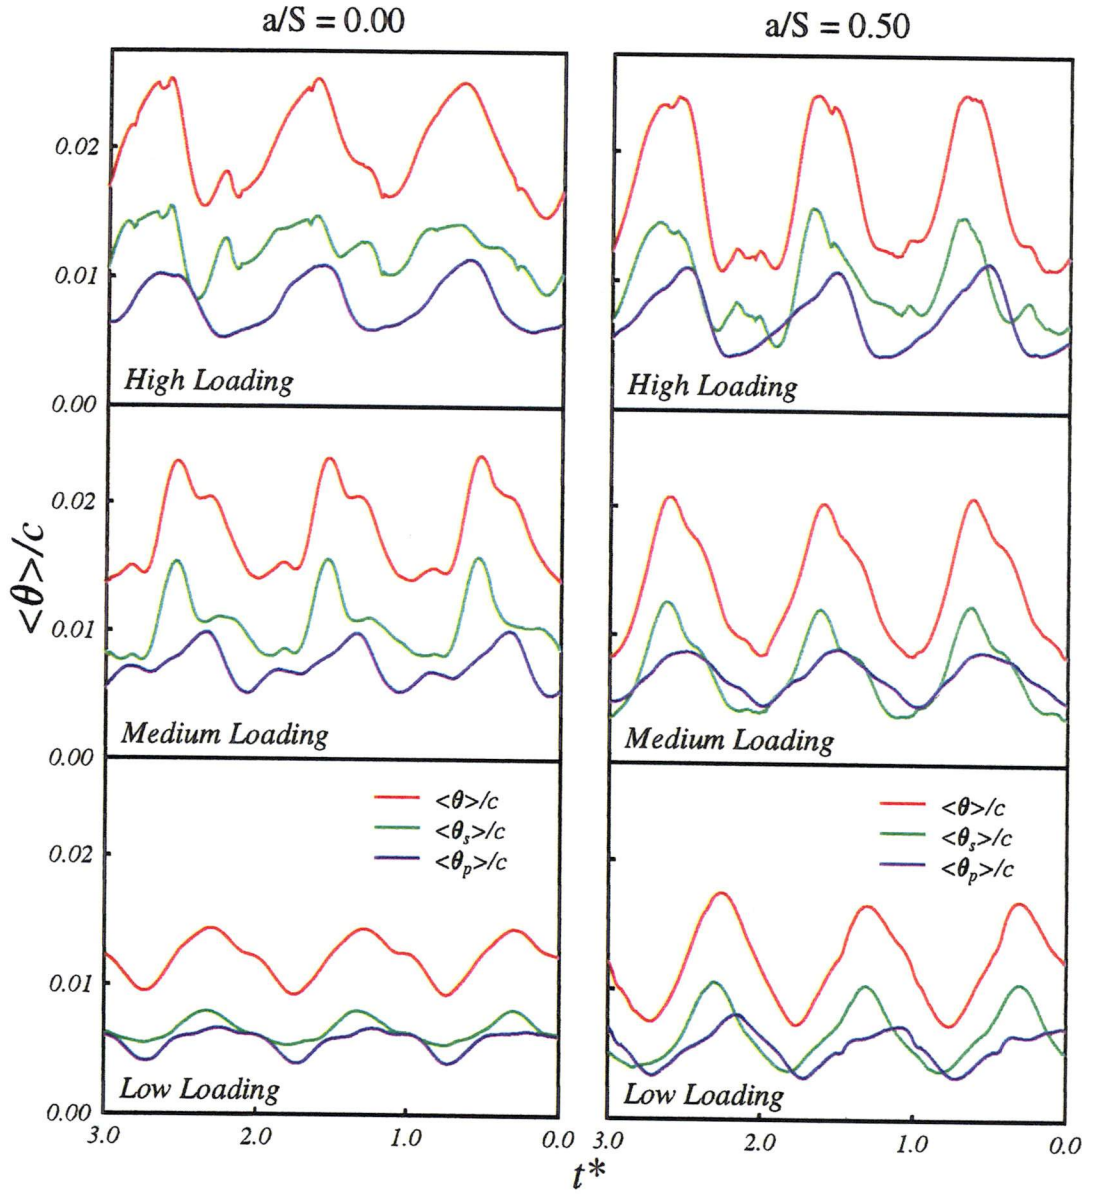 a/S = 0.00
a/S = 0.50
0.02
0.01
0.00
High Loading
High Loading
<θ>/c
0.02
0.01
0.00
Medium Loading
Medium Loading
<θ>/c
<θs>/c
<θp>/c
<θ>/c
<θs>/c
<θp>/c
0.02
0.01
0.00
Low Loading
Low Loading
3.0 2.0 1.0 0.0
3.0 2.0 1.0 0.0
t*